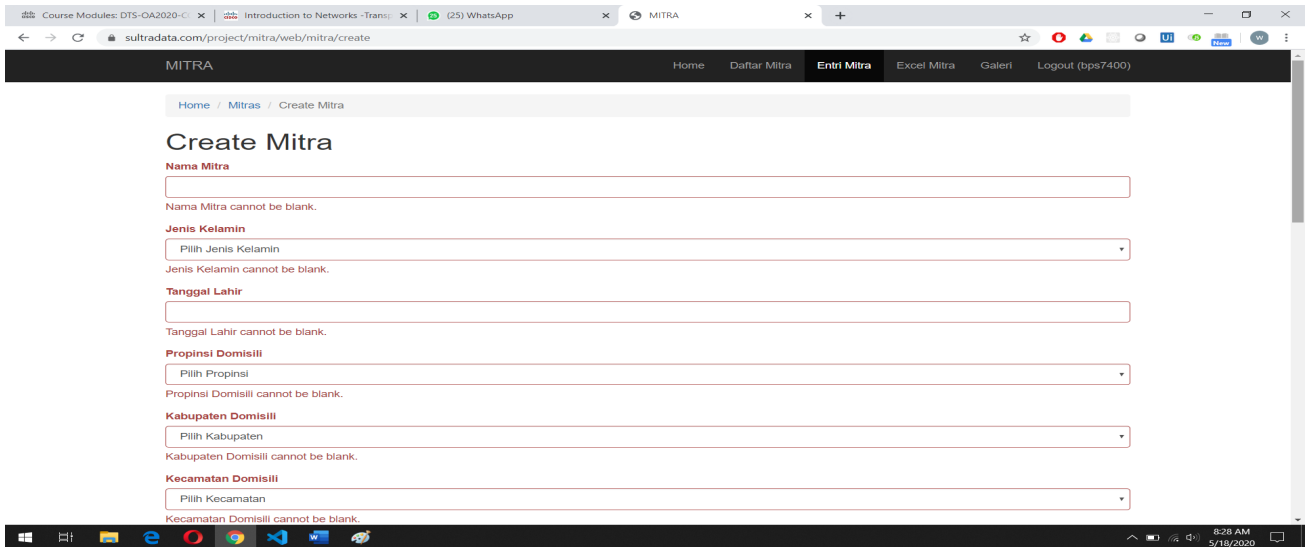 Course Modules: DTS-OA2020-C
Introduction to Networks -Transp
(25) WhatsApp
MITRA
sultradata.com/project/mitra/web/mitra/create
New
W
MITRA
Home Daftar Mitra Entri Mitra Excel Mitra Galeri Logout (bps7400)
Home / Mitras / Create Mitra
Create Mitra
Nama Mitra
Nama Mitra cannot be blank.
Jenis Kelamin
Pilih Jenis Kelamin
Jenis Kelamin cannot be blank.
Tanggal Lahir
Tanggal Lahir cannot be blank.
Propinsi Domisili
Pilih Propinsi
Propinsi Domisili cannot be blank.
Kabupaten Domisili
Pilih Kabupaten
Kabupaten Domisili cannot be blank.
Kecamatan Domisili
Pilih Kecamatan
Kecamatan Domisili cannot be blank.
8:28 AM
5/18/2020